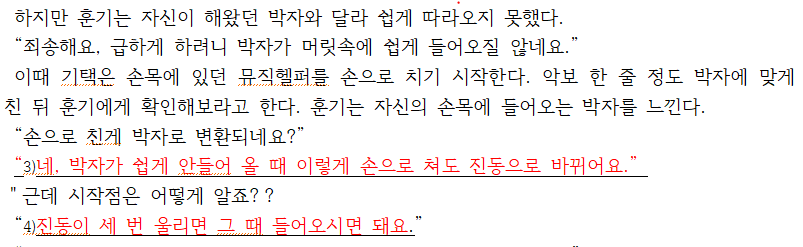 하지만 훈기는 자신이 해왔던 박자와 달라 쉽게 따라오지 못했다.
“죄송해요, 급하게 하려니 박자가 머릿속에 쉽게 들어오질 않네요.”
이때 기택은 손목에 있던 뮤직헬퍼를 손으로 치기 시작한다. 악보 한 줄 정도 박자에 맞게
친 뒤 훈기에게 확인해보라고 한다. 훈기는 자신의 손목에 들어오는 박자를 느낀다.
“손으로 친게 박자로 변환되네요?”
“3)네, 박자가 쉽게 안들어 올 때 이렇게 손으로 쳐도 진동으로 바뀌어요.”
"근데 시작점은 어떻게 알죠??
“4)진동이 세 번 울리면 그 때 들어오시면 돼요.”